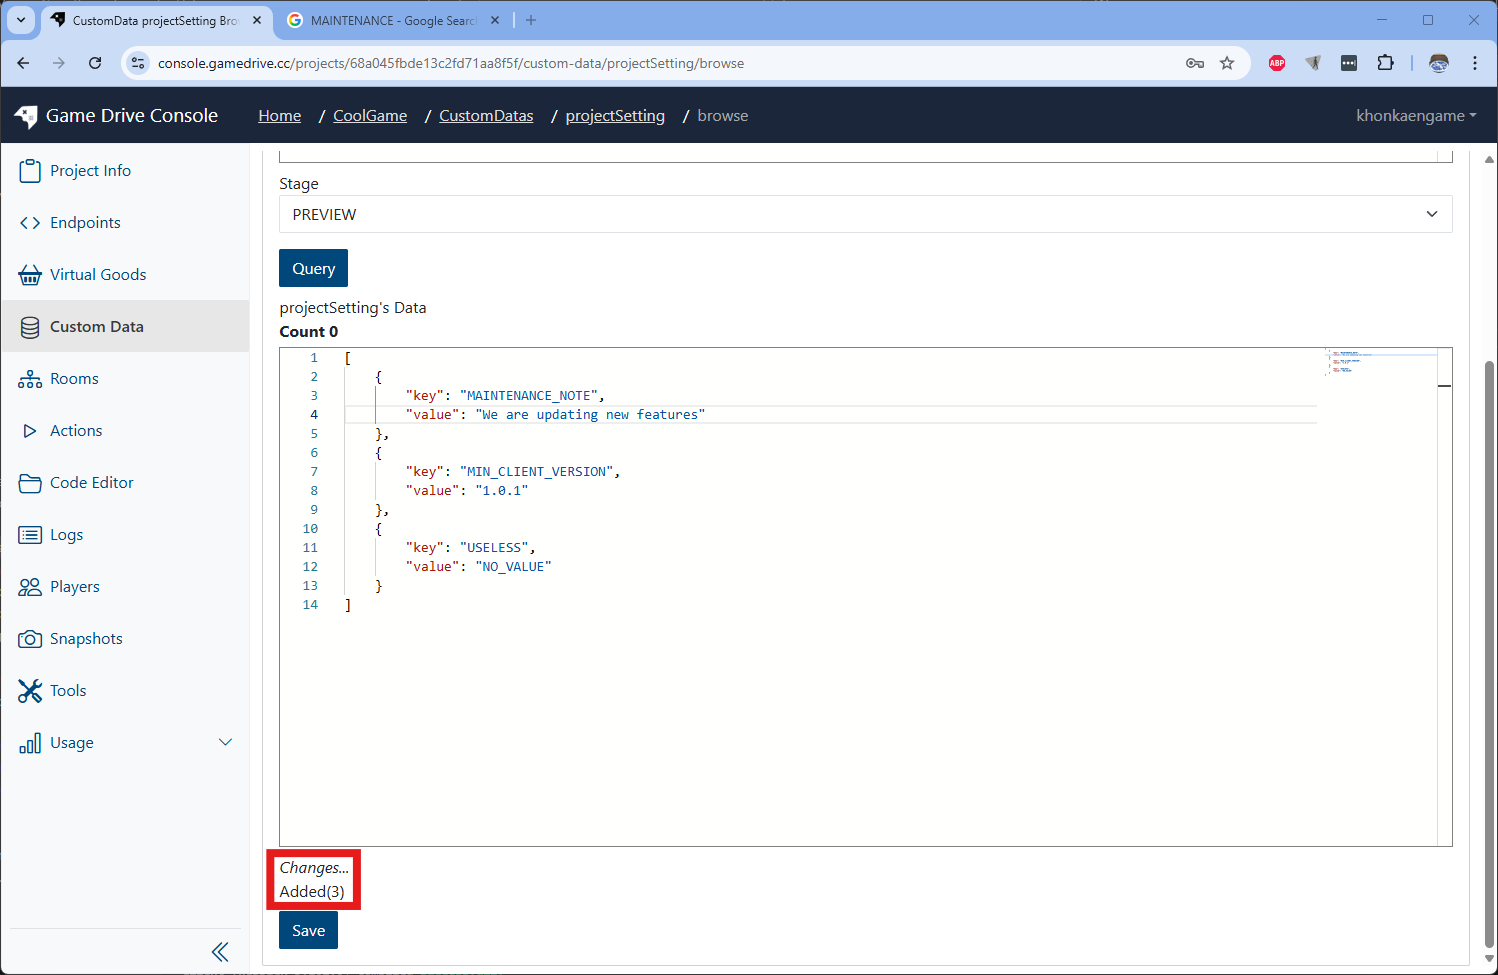 CustomData projectSetting Bro
MAINTENANCE - Google Searc
console.gamedrive.cc/projects/68a045fbde13c2fd71aa8f5f/custom-data/projectSetting/browse
ABP
Game Drive Console
Home / CoolGame / CustomDatas / projectSetting / browse
khonkaengame
Project Info
Endpoints
Virtual Goods
Custom Data
Rooms
Actions
Code Editor
Logs
Players
Snapshots
Tools
Usage
Stage
PREVIEW
Query
projectSetting's Data
Count 0
1 [
2 {
3 "key": "MAINTENANCE_NOTE",
4 "value": "We are updating new features"
5 },
6 {
7 "key": "MIN_CLIENT_VERSION",
8 "value": "1.0.1"
9 },
10 {
11 "key": "USELESS",
12 "value": "NO_VALUE"
13 }
14 ]
Changes...
Added(3)
Save